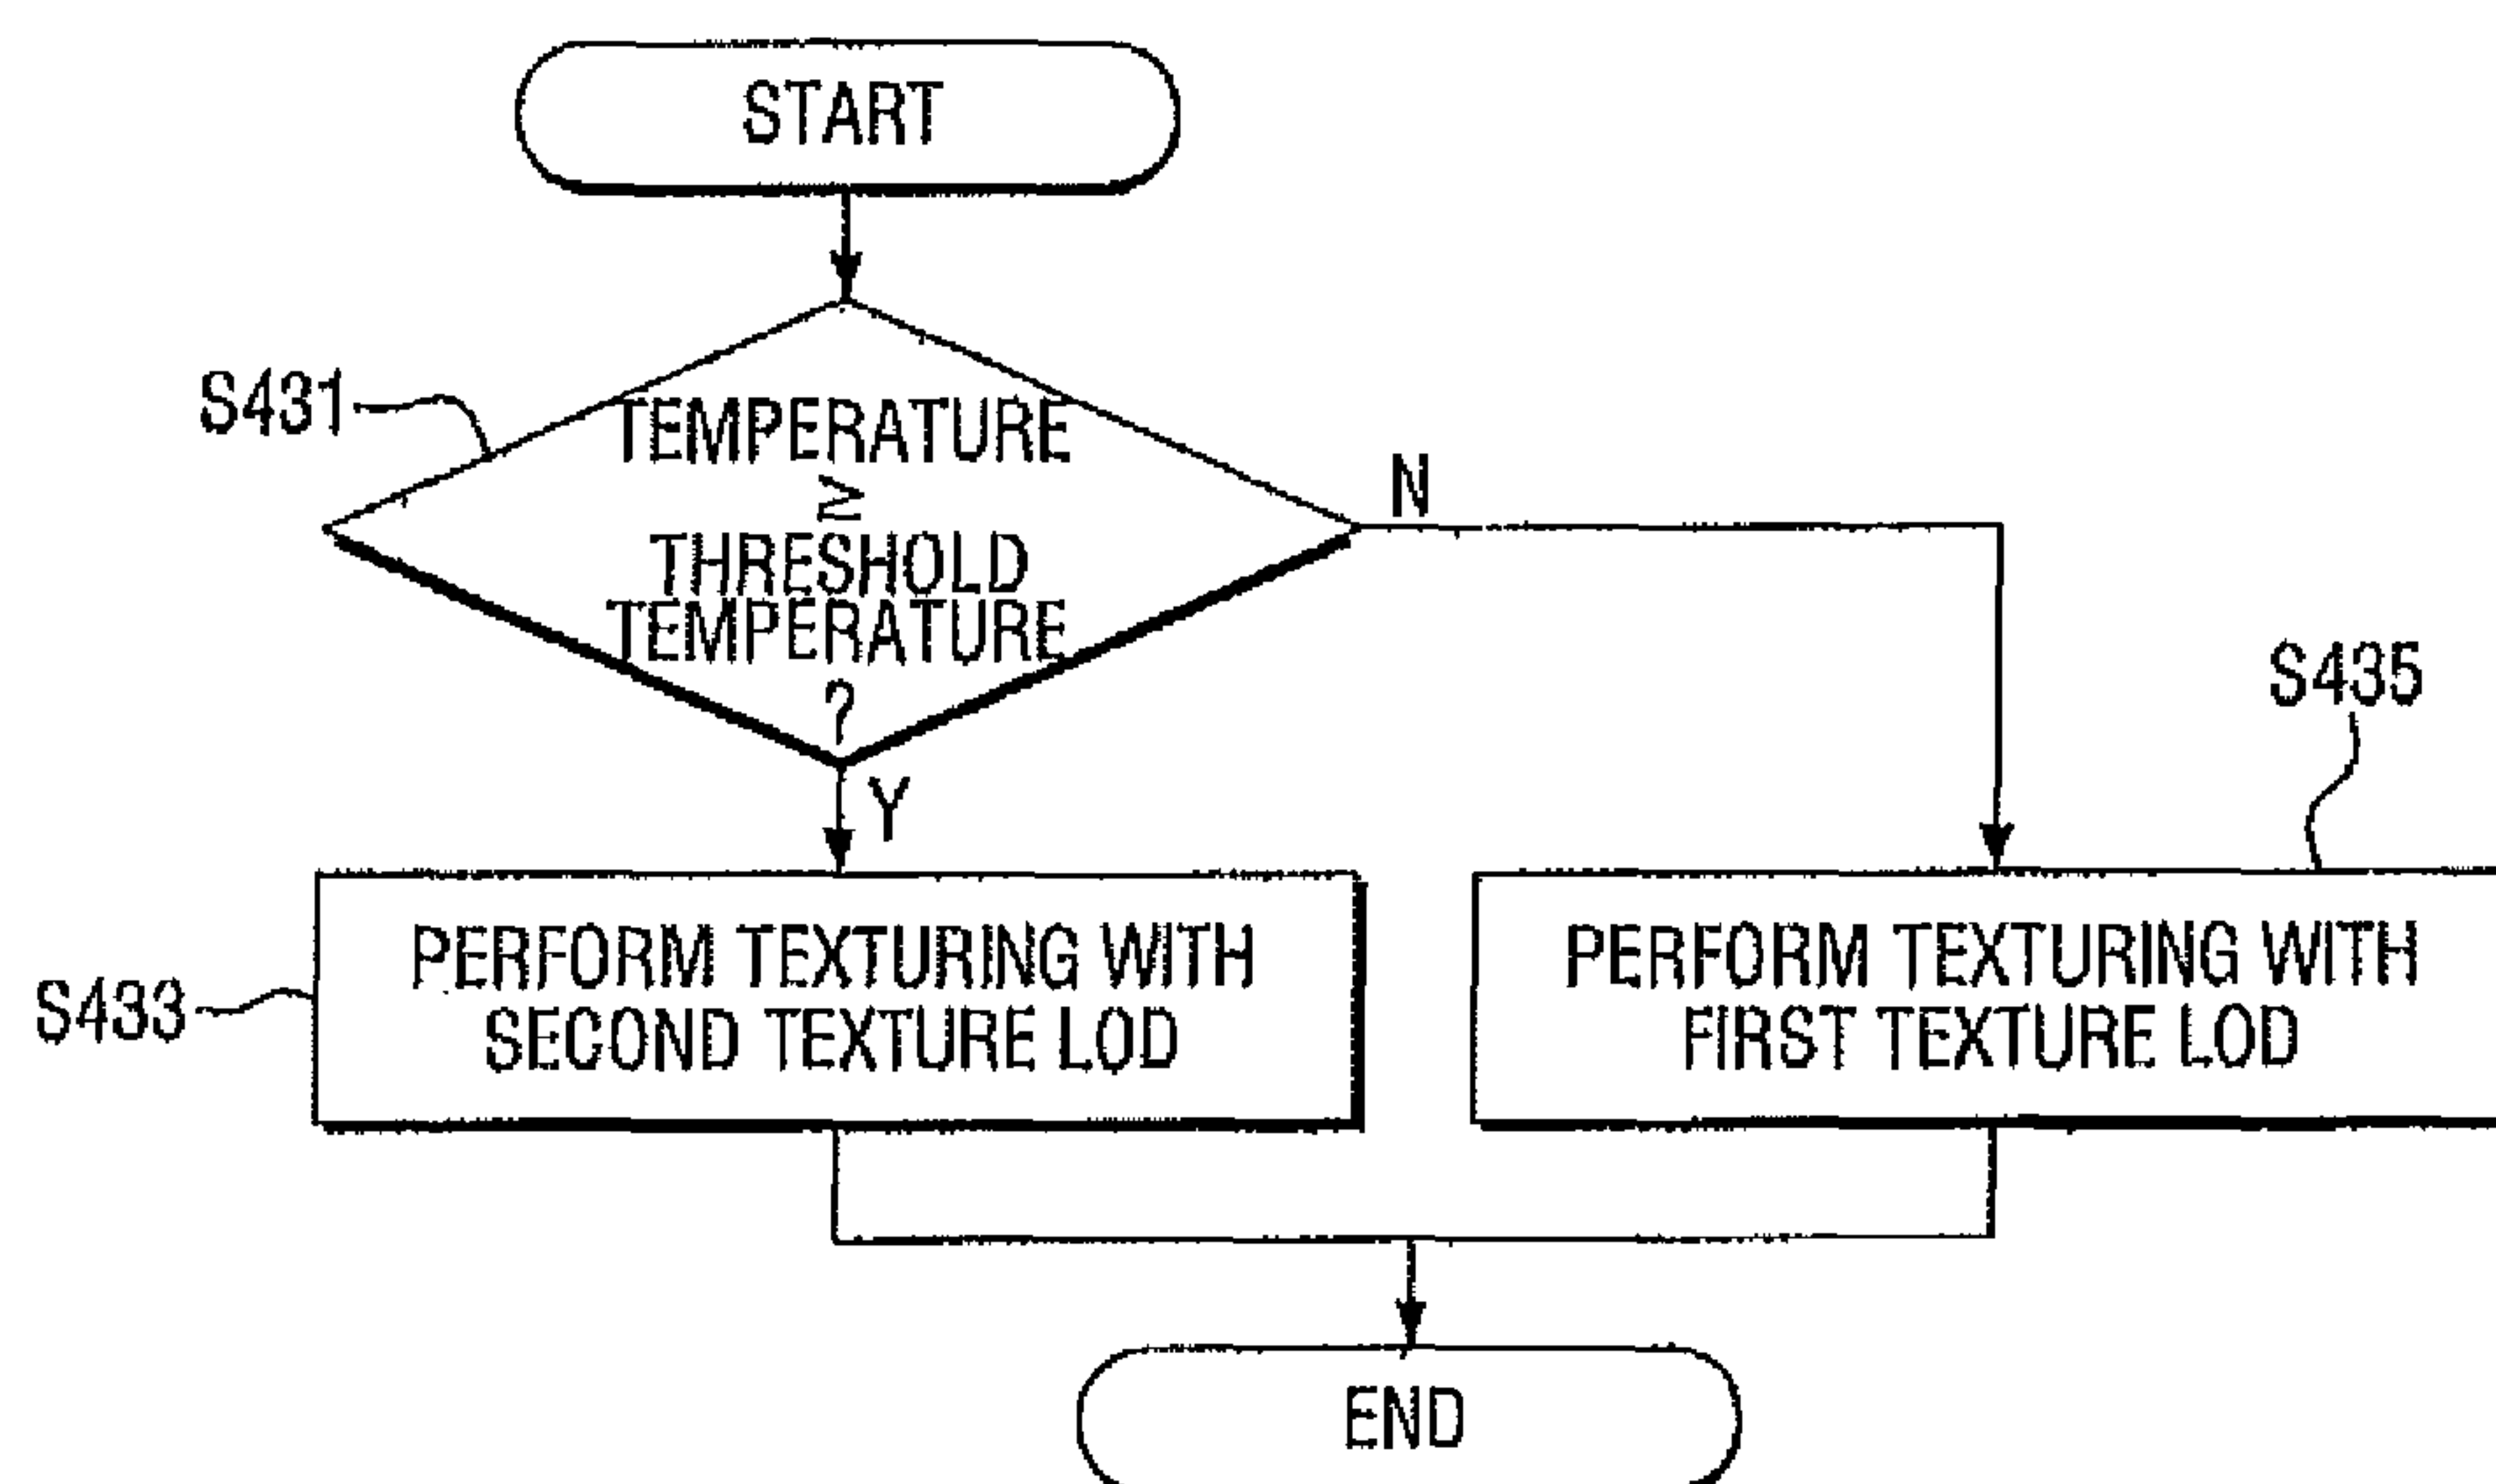 START
S431
TEMPERATURE
≥
THRESHOLD
TEMPERATURE
?
N
Y
S435
S433
PERFORM TEXTURING WITH
SECOND TEXTURE LOD
PERFORM TEXTURING WITH
FIRST TEXTURE LOD
END